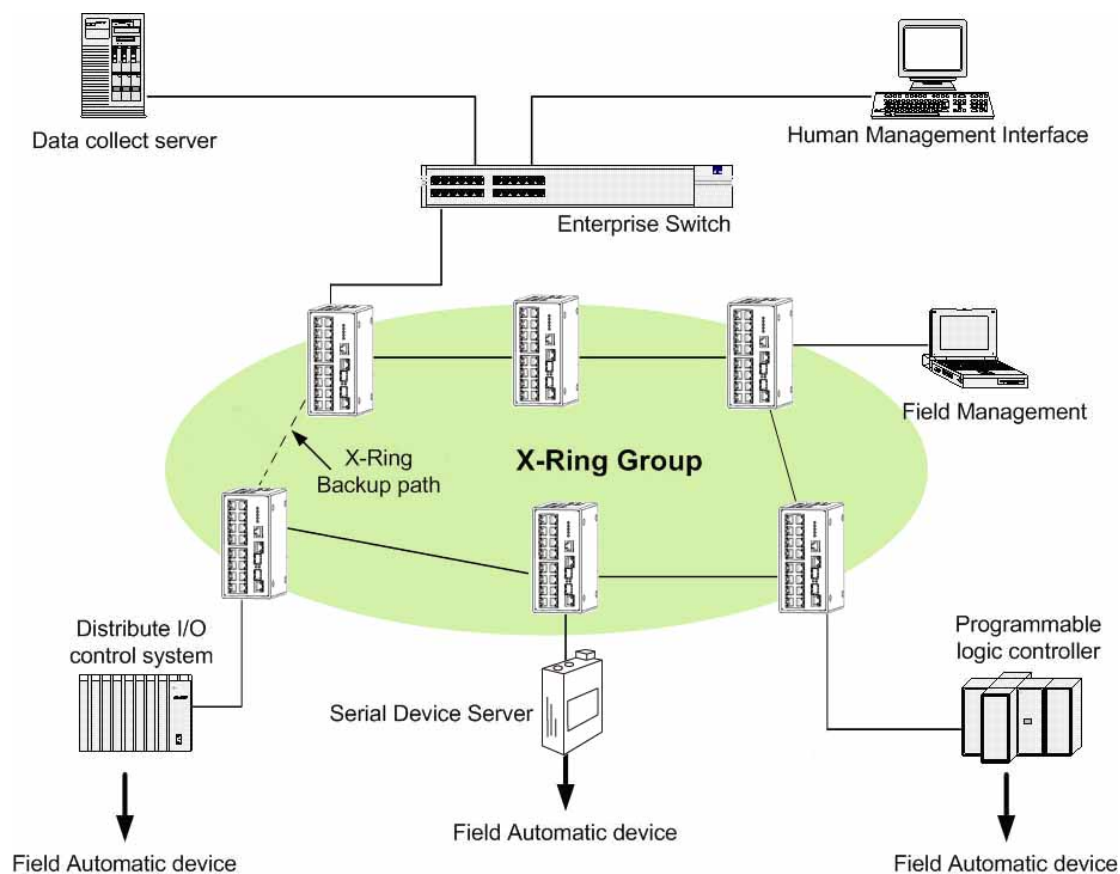 Data collect server
Human Management Interface
Enterprise Switch
Field Management
X-Ring
Backup path
X-Ring Group
Distribute I/O
control system
Serial Device Server
Programmable
logic controller
Field Automatic device
Field Automatic device
Field Automatic device